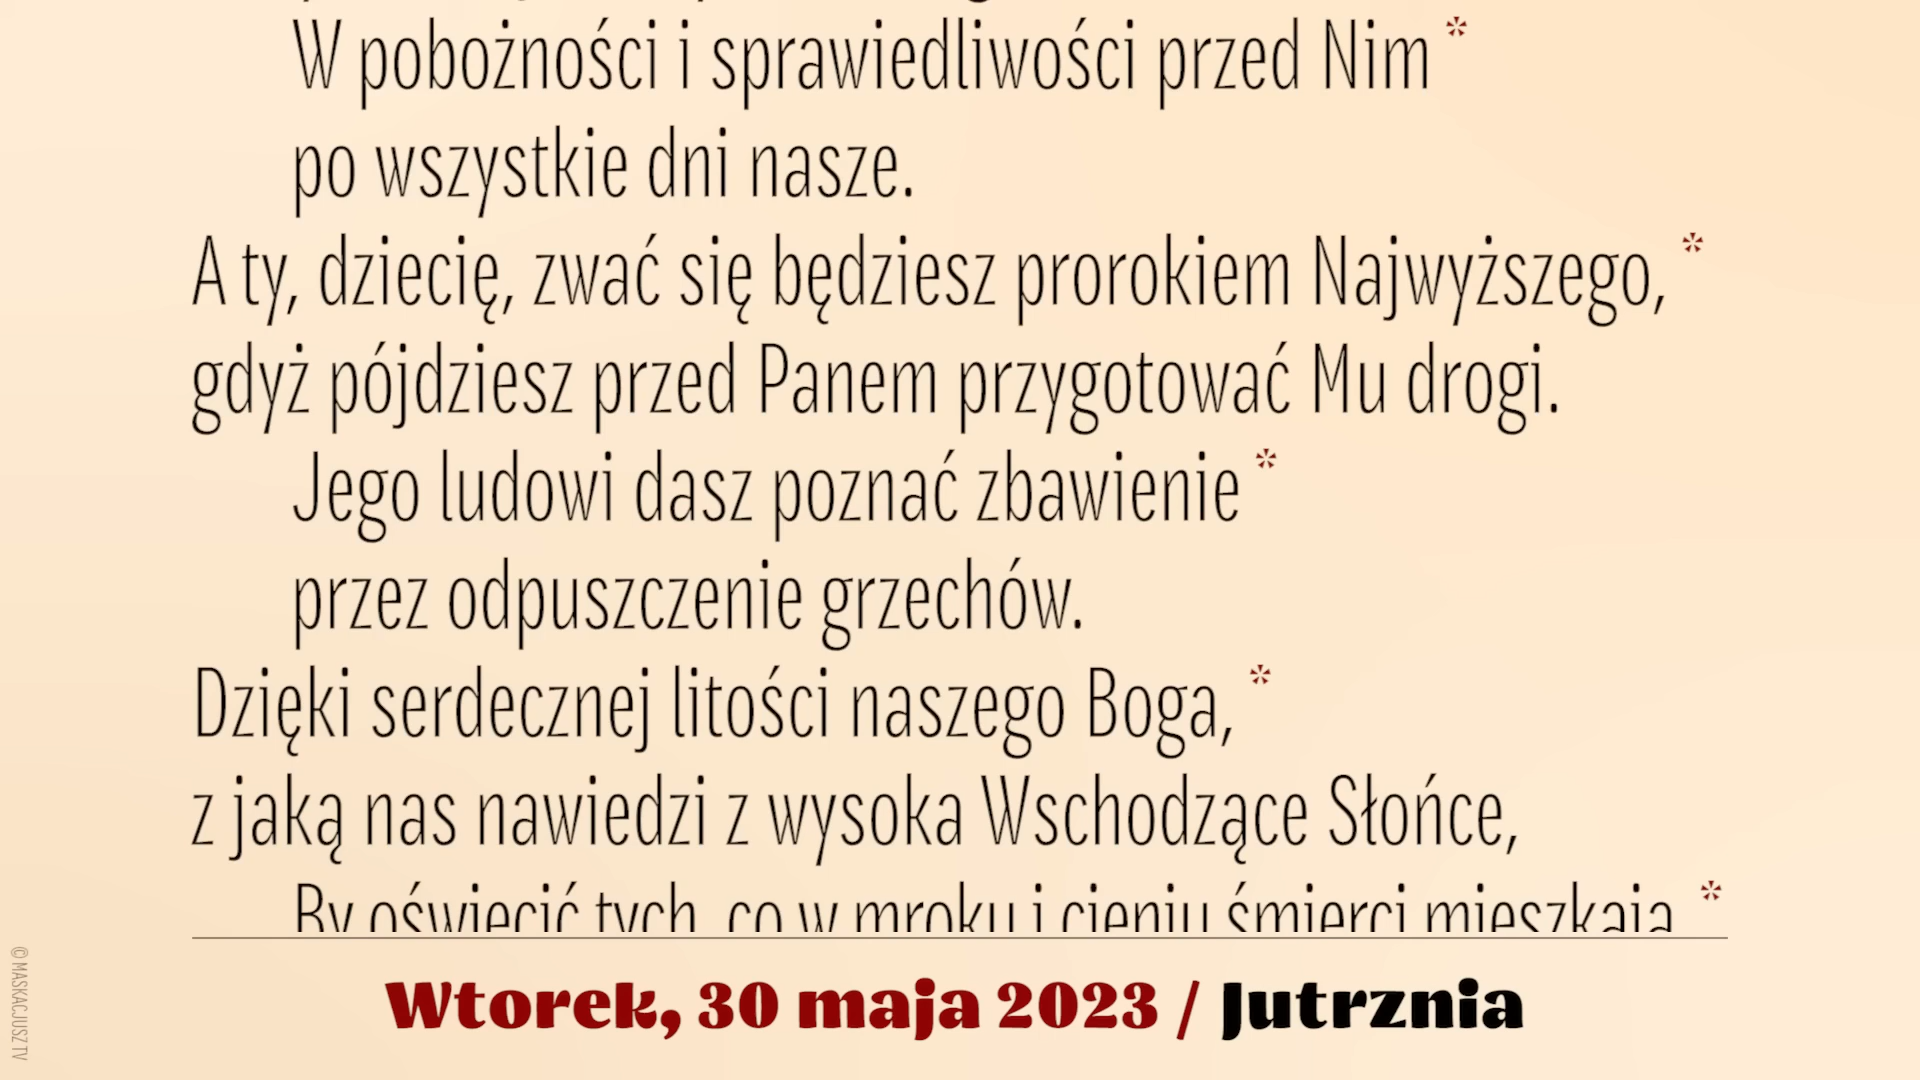 W pobożności i sprawiedliwości przed Nim *
po wszystkie dni nasze.
A ty, dziecię, zwać się będziesz prorokiem Najwyższego, *
gdyż pójdziesz przed Panem przygotować Mu drogi.
Jego ludowi dasz poznać zbawienie *
przez odpuszczenie grzechów.
Dzięki serdecznej litości naszego Boga, *
z jaką nas nawiedzi z wysoka Wschodzące Słońce,
By oświecić tych, co w mroku i cieniu śmierci mieszkają, *
Wtorek, 30 maja 2023 / Jutrznia
© MASKACJUSZ TV